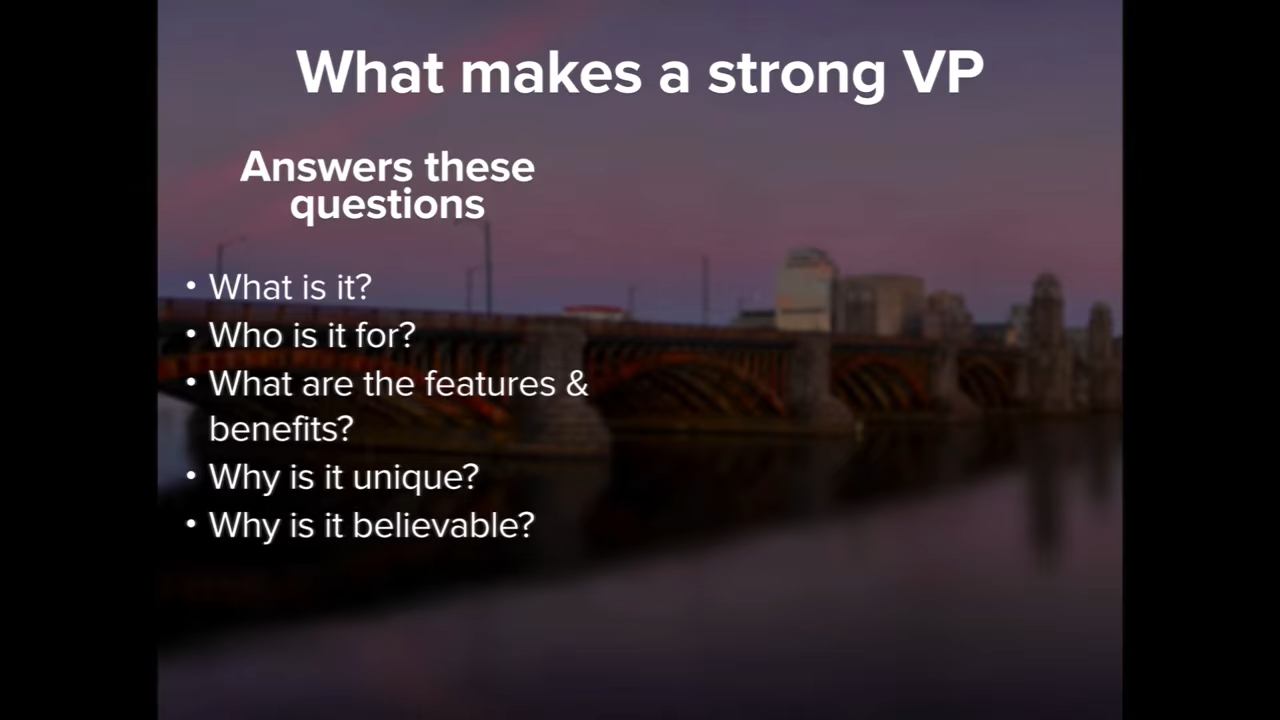 What makes a strong VP
Answers these
questions
• What is it?
• Who is it for?
• What are the features &
benefits?
• Why is it unique?
• Why is it believable?